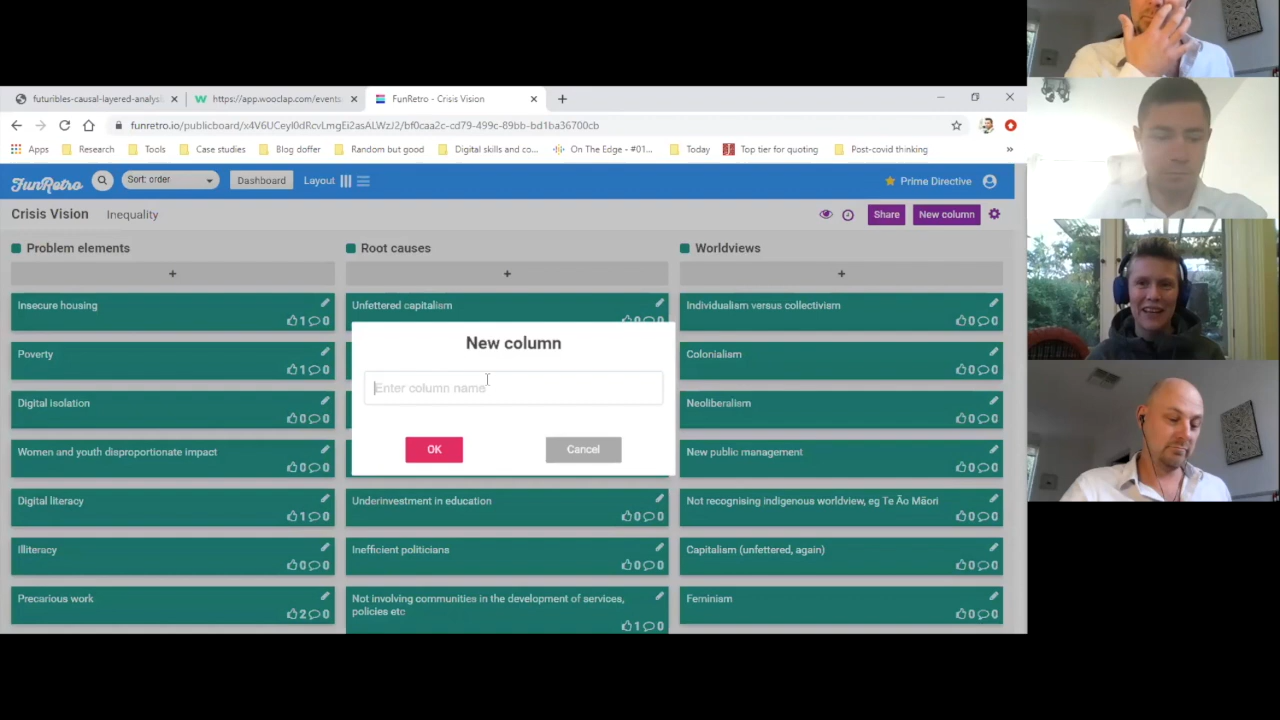 futuribles-causal-layered-analysis
https://app.wooclap.com/events
FunRetro - Crisis Vision
funretro.io/publicboard/x4V6UCeyI0dRcvLmgEi2asALWzJ2/bf0caa2c-cd79-499c-89bb-bd1ba36700cb
Apps Research Tools Case studies Blog doffer Random but good Digital skills and co... On The Edge - #01... Today Top tier for quoting Post-covid thinking »
FunRetro Sort: order Dashboard Layout Prime Directive
Crisis Vision Inequality Share New column
Problem elements
+
Insecure housing
1 0
Poverty
1 0
Digital isolation
0 0
Women and youth disproportionate impact
0 0
Digital literacy
1 0
Illiteracy
0 0
Precarious work
2 0
Root causes
+
Unfettered capitalism
Underinvestment in education
0 0
Inefficient politicians
0 0
Not involving communities in the development of services,
policies etc
1 0
Worldviews
+
Individualism versus collectivism
0 0
Colonialism
0 0
Neoliberalism
0 0
New public management
0 0
Not recognising indigenous worldview, eg Te Āo Māori
0 0
Capitalism (unfettered, again)
0 0
Feminism
0 0
New column
Enter column name
OK Cancel